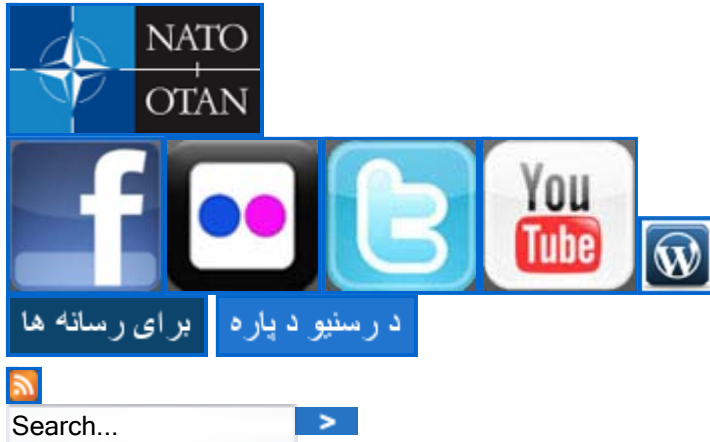 NATO
OTAN
f t You Tube W
برای رسانه ها د رسنیو د پاره
Search... >